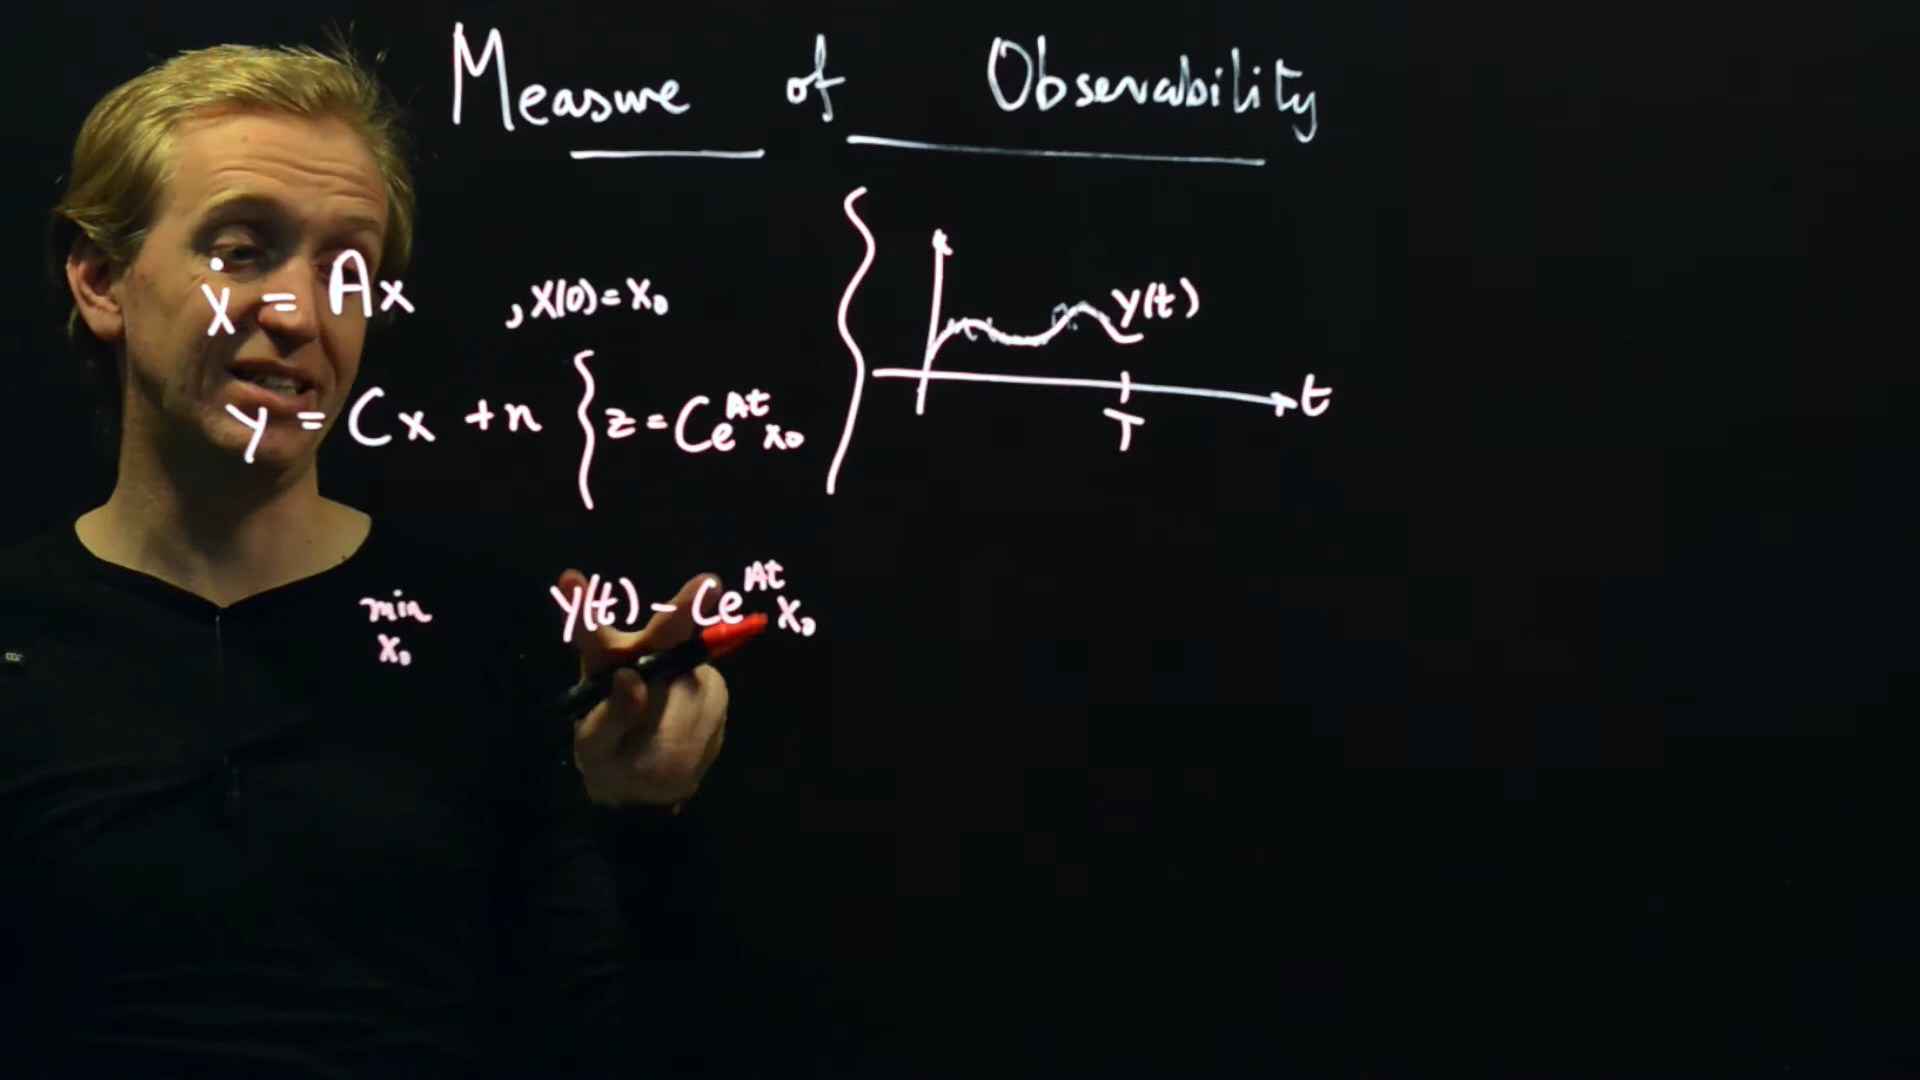 Measure of Observability
ẋ = Ax , x(0) = x₀
y = Cx + n { z = Ce^{At} x₀
y(t)
t
T
min y(t) - Ce^{At} x₀
x₀